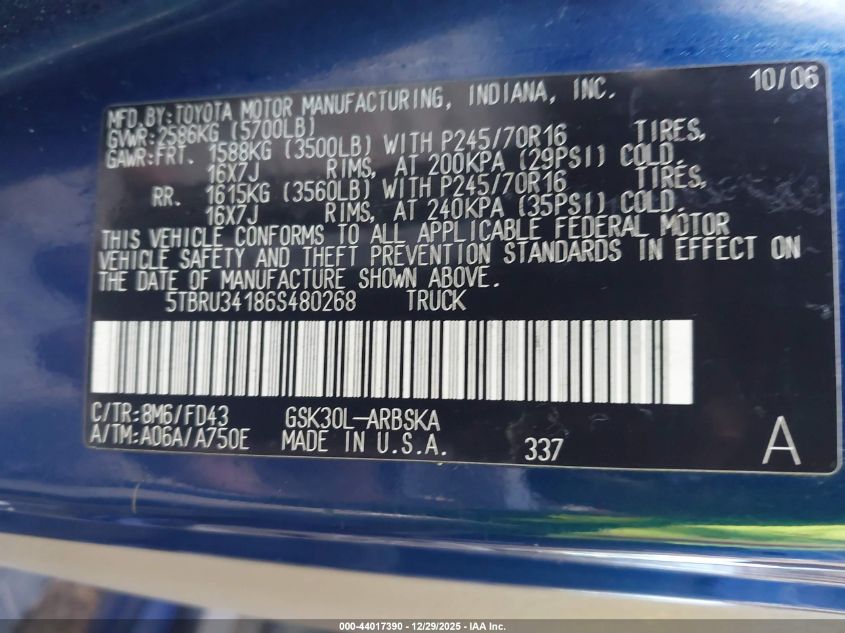 10/06
MFD. BY: TOYOTA MOTOR MANUFACTURING, INDIANA, INC.
GVWR: 2586KG (5700LB)
GAWR: FRT. 1588KG (3500LB) WITH P245/70R16 TIRES,
16X7J RIMS, AT 200KPA (29PSI) COLD.
RR. 1615KG (3560LB) WITH P245/70R16 TIRES,
16X7J RIMS, AT 240KPA (35PSI) COLD.
THIS VEHICLE CONFORMS TO ALL APPLICABLE FEDERAL MOTOR
VEHICLE SAFETY AND THEFT PREVENTION STANDARDS IN EFFECT ON
THE DATE OF MANUFACTURE SHOWN ABOVE.
5TBRU34186S480268 TRUCK
C/TR: 8M6/FD43 GSK30L-ARBSKA
A/TM: A06A/A750E MADE IN U.S.A. 337 A
000-44017390 - 12/29/2025 - IAA Inc.